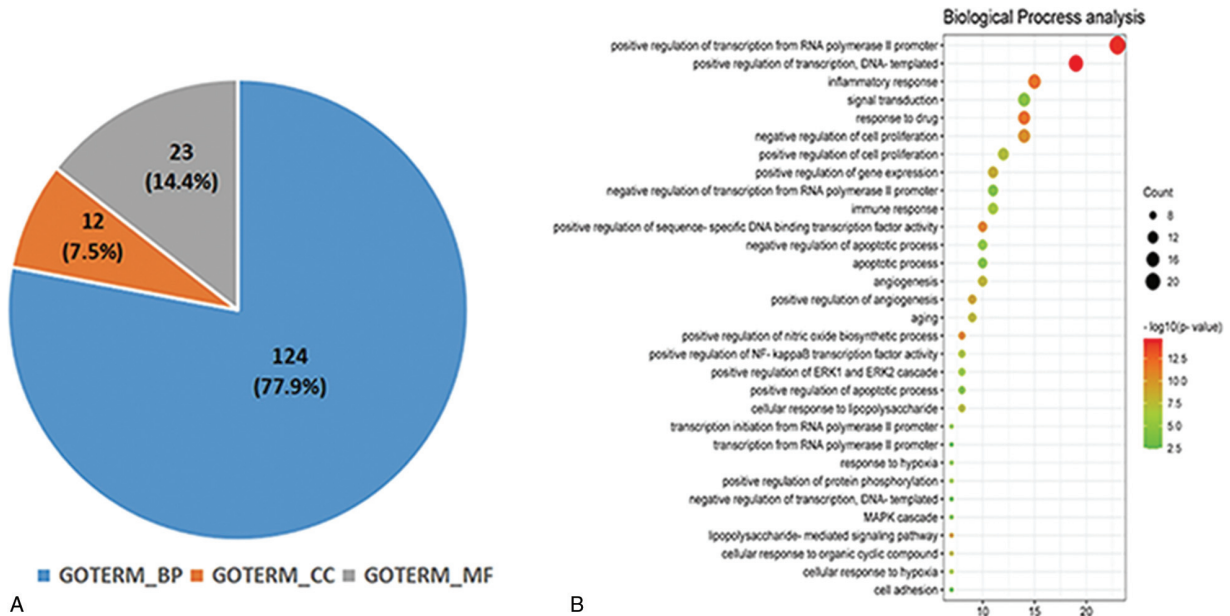 23
(14.4%)
12
(7.5%)
124
(77.9%)
GOTERM_BP GOTERM_CC GOTERM_MF
A
Biological Procress analysis
positive regulation of transcription from RNA polymerase II promoter
positive regulation of transcription, DNA- templated
inflammatory response
signal transduction
response to drug
negative regulation of cell proliferation
positive regulation of cell proliferation
positive regulation of gene expression
negative regulation of transcription from RNA polymerase II promoter
immune response
positive regulation of sequence- specific DNA binding transcription factor activity
negative regulation of apoptotic process
apoptotic process
angiogenesis
positive regulation of angiogenesis
aging
positive regulation of nitric oxide biosynthetic process
positive regulation of NF- kappaB transcription factor activity
positive regulation of ERK1 and ERK2 cascade
positive regulation of apoptotic process
cellular response to lipopolysaccharide
transcription initiation from RNA polymerase II promoter
transcription from RNA polymerase II promoter
response to hypoxia
positive regulation of protein phosphorylation
negative regulation of transcription, DNA- templated
MAPK cascade
lipopolysaccharide- mediated signaling pathway
cellular response to organic cyclic compound
cellular response to hypoxia
cell adhesion
10 15 20
Count
8
12
16
20
- log10(p- value)
12.5
10.0
7.5
5.0
2.5
B